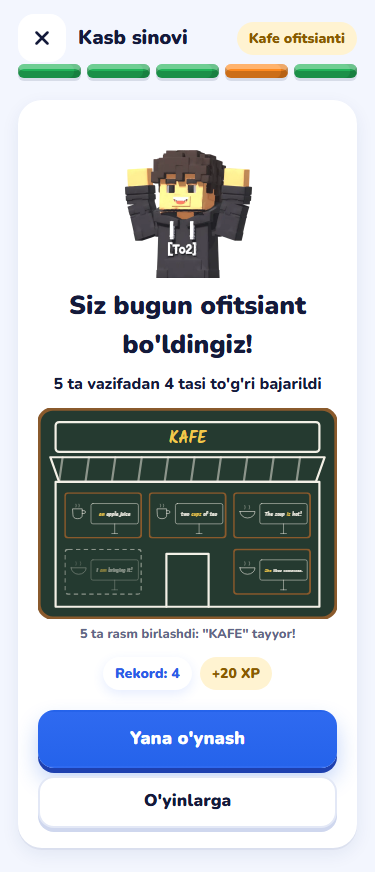 Kasb sinovi
Kafe ofitsianti
[To2]
Siz bugun ofitsiant
bo'ldingiz!
5 ta vazifadan 4 tasi to'g'ri bajarildi
KAFE
an apple juice
two cups of tea
The soup is hot!
I am bringing it!
5 ta rasm birlashdi: "KAFE" tayyor!
Rekord: 4
+20 XP
Yana o'ynash
O'yinlarga